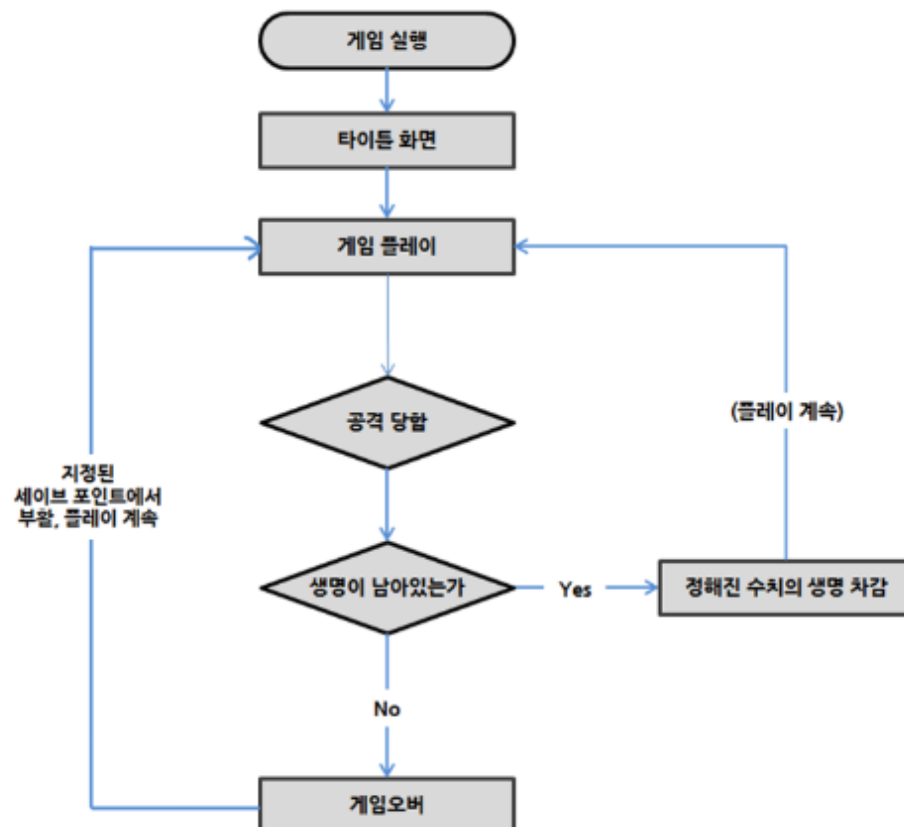 게임 실행
타이틀 화면
게임 플레이
공격 당함
(플레이 계속)
지정된
세이브 포인트에서
부활, 플레이 계속
생명이 남아있는가
Yes
정해진 수치의 생명 차감
No
게임오버